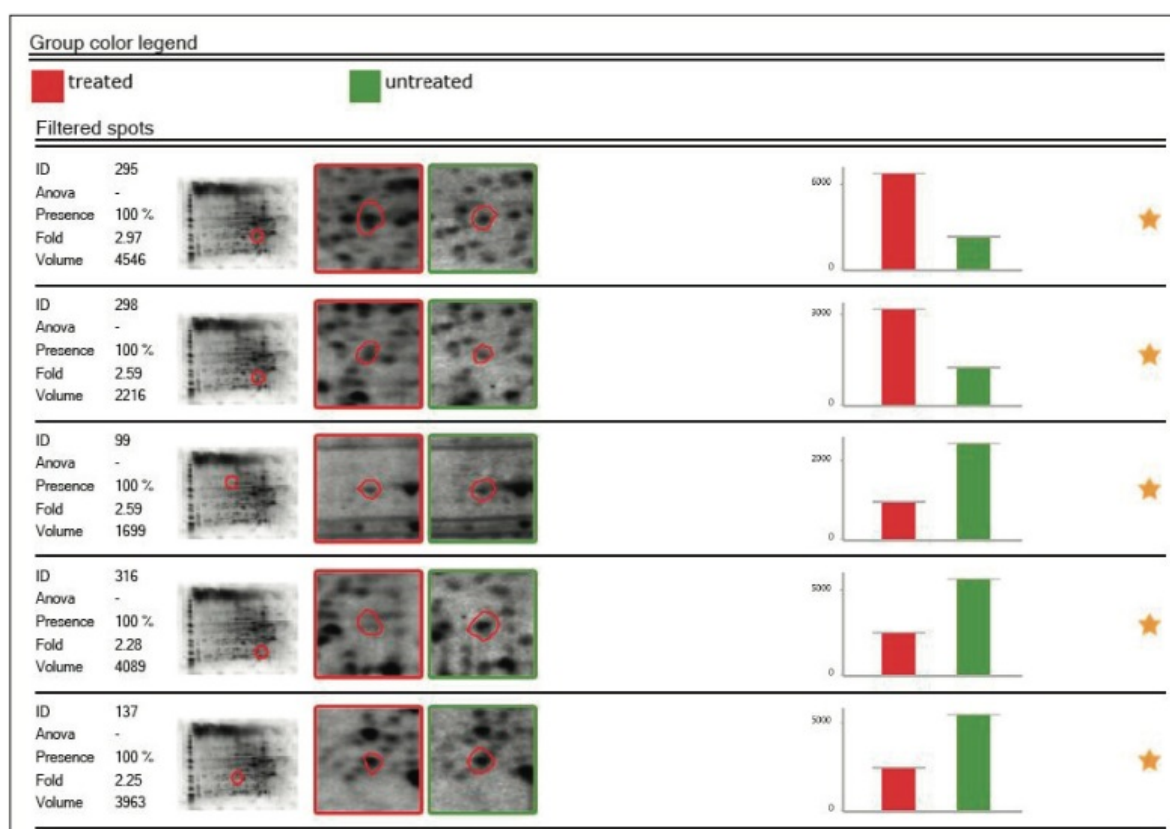 Group color legend
treated untreated
Filtered spots
ID 295
Anova -
Presence 100 %
Fold 2.97
Volume 4546
6000
0
ID 298
Anova -
Presence 100 %
Fold 2.59
Volume 2216
3000
0
ID 99
Anova -
Presence 100 %
Fold 2.59
Volume 1699
2000
0
ID 316
Anova -
Presence 100 %
Fold 2.28
Volume 4089
5000
0
ID 137
Anova -
Presence 100 %
Fold 2.25
Volume 3963
5000
0